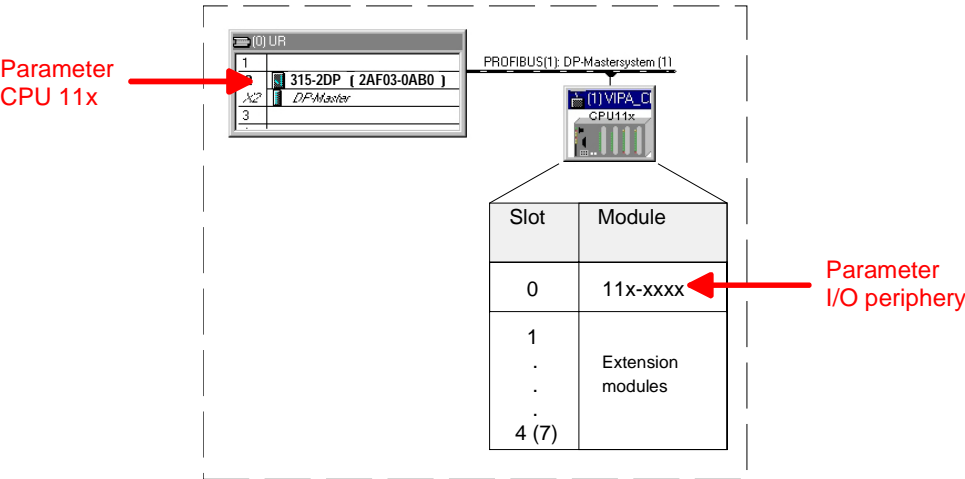 (0) UR
1
315-2DP ( 2AF03-0AB0 )
X2 DP-Master
3
Parameter
CPU 11x
PROFIBUS(1): DP-Mastersystem (1)
(1) VIPA_C
CPU11x
Slot Module
0 11x-xxxx
Parameter
I/O periphery
1
.
.
.
4 (7)
Extension
modules